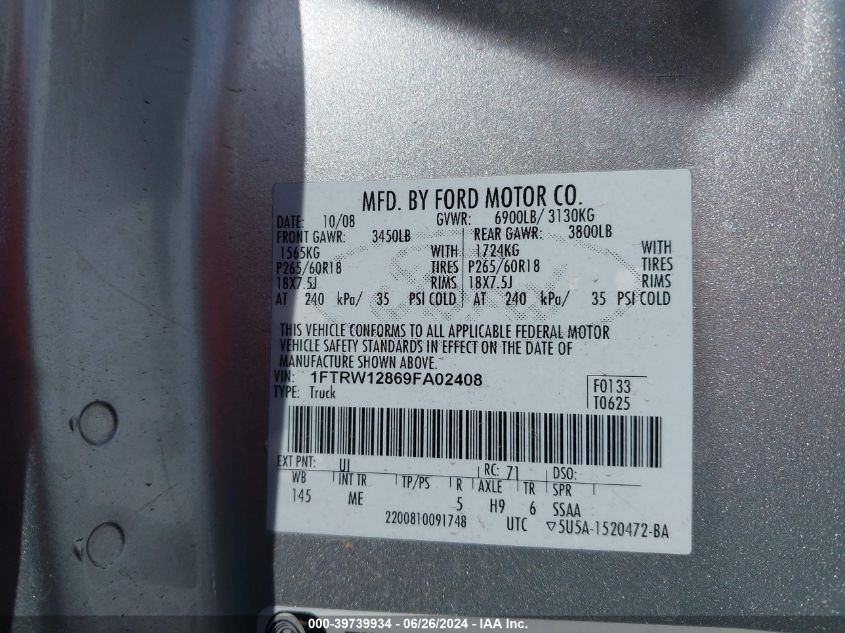 MFD. BY FORD MOTOR CO.
DATE: 10/08 GVWR: 6900LB/ 3130KG
FRONT GAWR: 3450LB REAR GAWR: 3800LB
1565KG WITH 1724KG WITH
P265/60R18 TIRES P265/60R18 TIRES
18X7.5J RIMS 18X7.5J RIMS
AT 240 kPa/ 35 PSI COLD AT 240 kPa/ 35 PSI COLD
THIS VEHICLE CONFORMS TO ALL APPLICABLE FEDERAL MOTOR
VEHICLE SAFETY STANDARDS IN EFFECT ON THE DATE OF
MANUFACTURE SHOWN ABOVE.
VIN: 1FTRW12869FA02408 F0133
TYPE: Truck T0625
EXT PNT: UI RC: 71 DSO:
WB INT TR TP/PS R AXLE TR SPR
145 ME 5 H9 6 SSAA
2200810091748 UTC ▽5U5A-1520472-BA
000-39739934 - 06/26/2024 - IAA Inc.